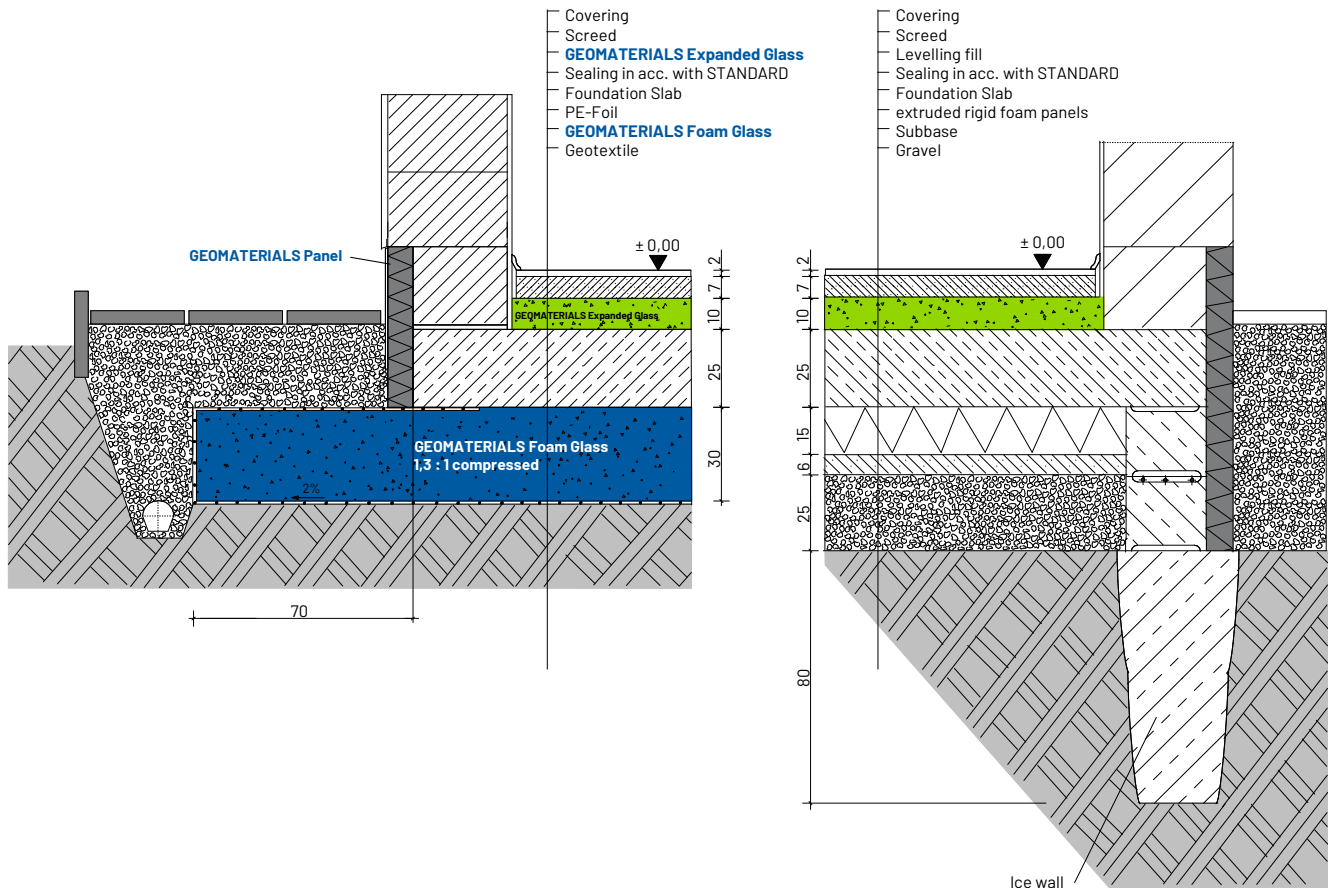 Covering
Screed
GEOMATERIALS Expanded Glass
Sealing in acc. with STANDARD
Foundation Slab
PE-Foil
GEOMATERIALS Foam Glass
Geotextile
GEOMATERIALS Panel
± 0,00
2
7
10
25
30
GEOMATERIALS Expanded Glass
GEOMATERIALS Foam Glass
1,3 : 1 compressed
2%
70
Covering
Screed
Levelling fill
Sealing in acc. with STANDARD
Foundation Slab
extruded rigid foam panels
Subbase
Gravel
± 0,00
2
7
10
25
15
6
25
80
Ice wall